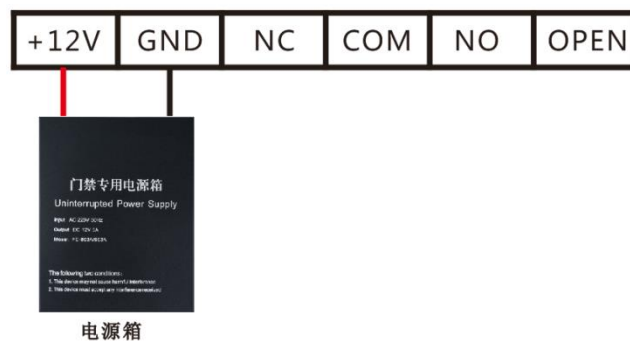 +12V GND NC COM NO OPEN
门禁专用电源箱
Uninterrupted Power Supply
Input AC 220V 50Hz
Output DC 12V 3A
The following two conditions:
1. This device may not cause harmful interference
2. This device must accept any interference received
电源箱